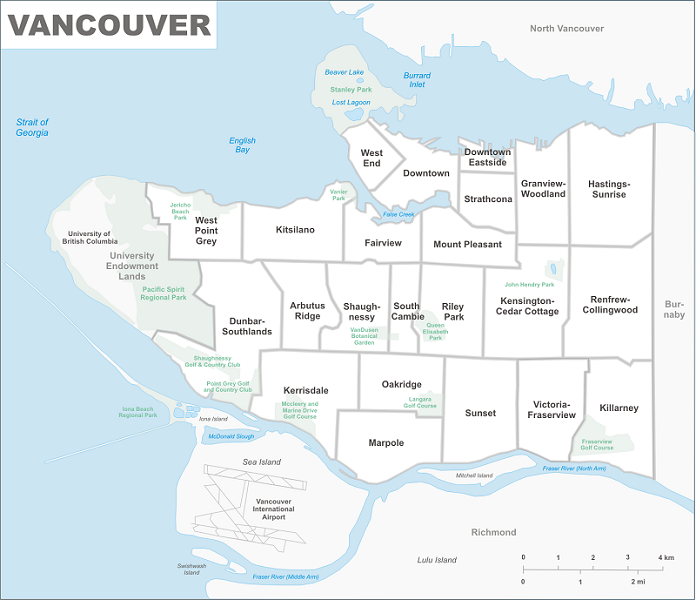 VANCOUVER
North Vancouver
Beaver Lake
Stanley Park
Lost Lagoon
Burrard
Inlet
Strait of
Georgia
English
Bay
West
End
Downtown
Downtown
Eastside
Strathcona
Granview-
Woodland
Hastings-
Sunrise
Vanier
Park
False Creek
Jericho
Beach
Park
West
Point
Grey
Kitsilano
Fairview
Mount Pleasant
University of
British Columbia
University
Endowment
Lands
Pacific Spirit
Regional Park
Dunbar-
Southlands
Arbutus
Ridge
Shaugh-
nessy
VanDusen
Botanical
Garden
South
Cambie
Riley
Park
Queen
Elisabeth
Park
John Hendry Park
Kensington-
Cedar Cottage
Renfrew-
Collingwood
Bur-
naby
Shaughnessy
Golf & Country Club
Point Grey Golf
and Country Club
Kerrisdale
Mccleery and
Marine Drive
Golf Course
Oakridge
Langara
Golf Course
Marpole
Sunset
Victoria-
Fraserview
Killarney
Fraserview
Golf Course
Iona Beach
Regional Park
Iona Island
McDonald Slough
Sea Island
Vancouver
International
Airport
Mitchell Island
Fraser River (North Arm)
Richmond
Lulu Island
Swishwash
Island
Fraser River (Middle Arm)
0 1 2 3 4 km
0 1 2 mi